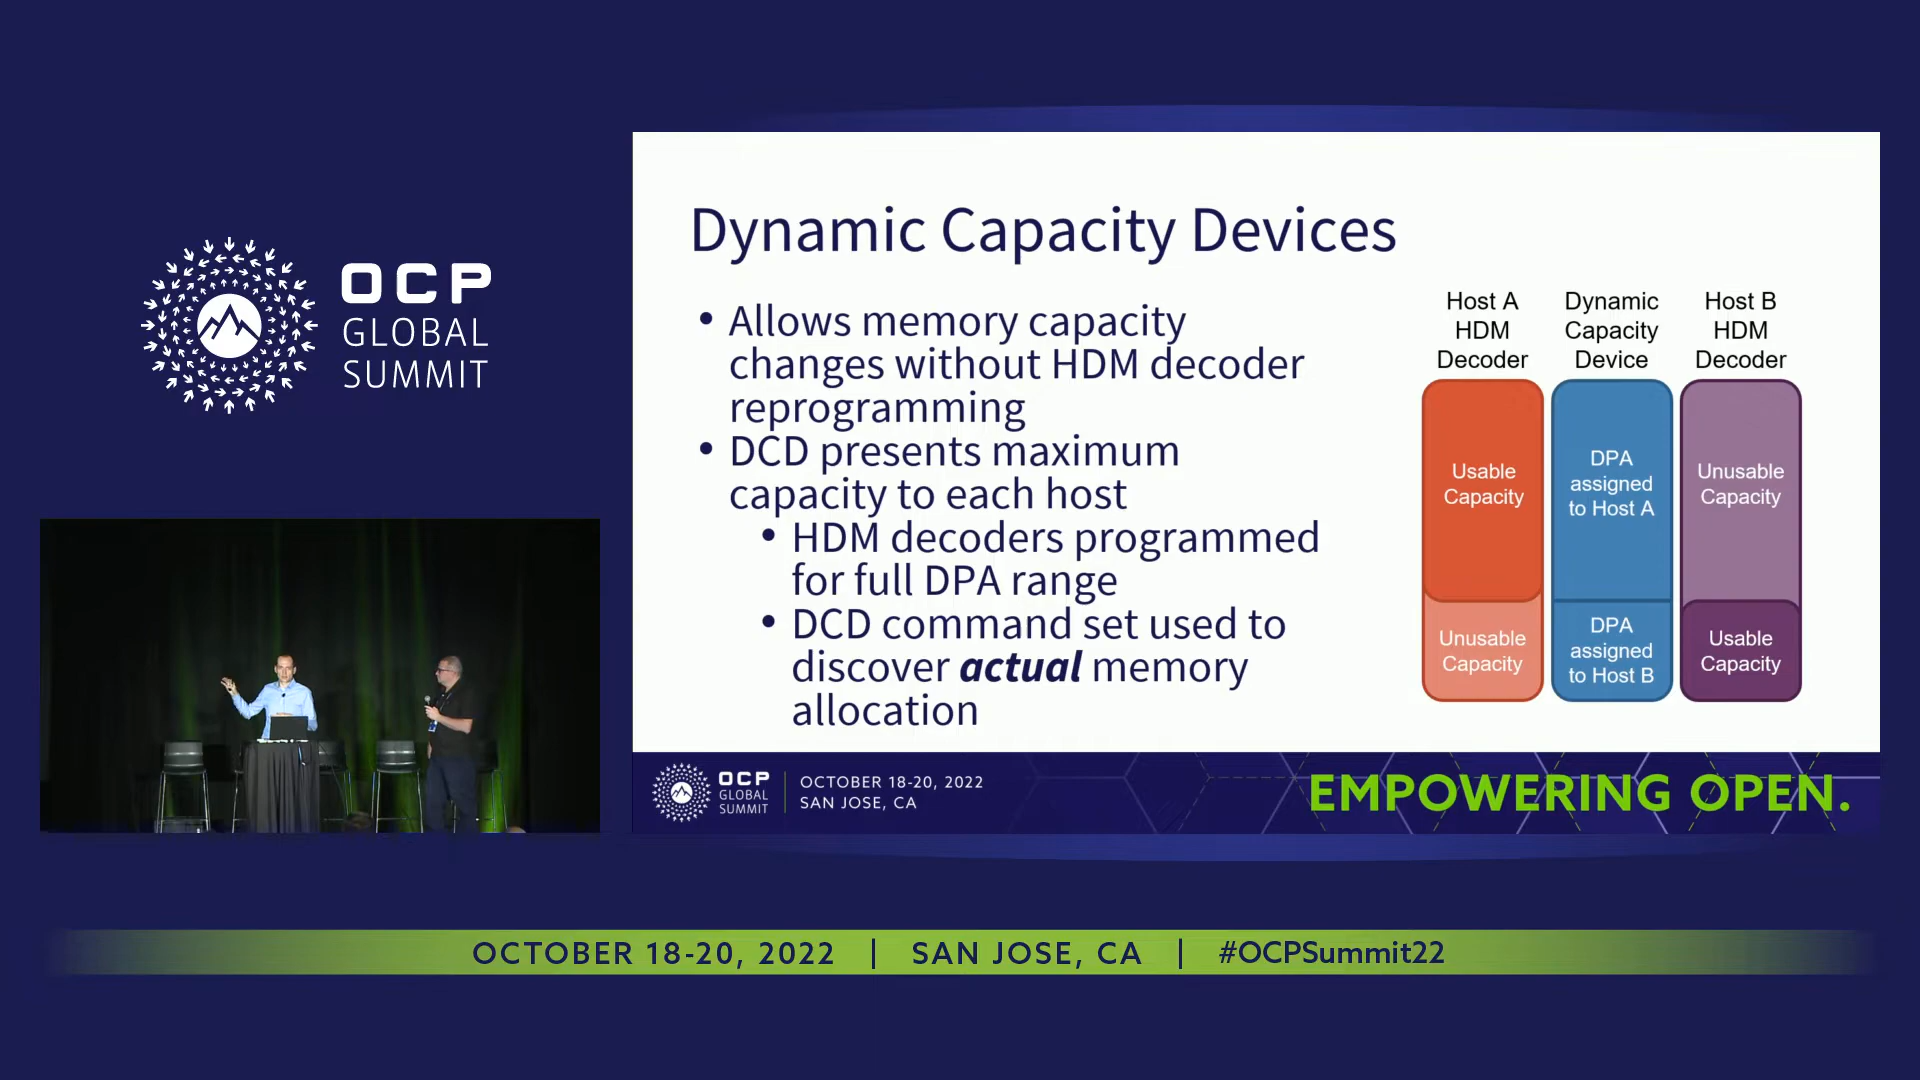 OCP
GLOBAL
SUMMIT
Dynamic Capacity Devices
• Allows memory capacity
changes without HDM decoder
reprogramming
• DCD presents maximum
capacity to each host
• HDM decoders programmed
for full DPA range
• DCD command set used to
discover actual memory
allocation
Host A
HDM
Decoder
Dynamic
Capacity
Device
Host B
HDM
Decoder
Usable
Capacity
Unusable
Capacity
DPA
assigned
to Host A
DPA
assigned
to Host B
Unusable
Capacity
Usable
Capacity
OCP
GLOBAL
SUMMIT
OCTOBER 18-20, 2022
SAN JOSE, CA
EMPOWERING OPEN.
OCTOBER 18-20, 2022 | SAN JOSE, CA | #OCPSummit22